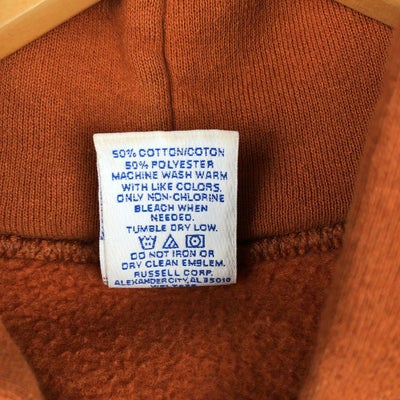 50% COTTON/COTON
50% POLYESTER
MACHINE WASH WARM
WITH LIKE COLORS.
ONLY NON-CHLORINE
BLEACH WHEN
NEEDED.
TUMBLE DRY LOW.
DO NOT IRON OR
DRY CLEAN EMBLEM.
RUSSELL CORP.
ALEXANDER CITY, AL 35010